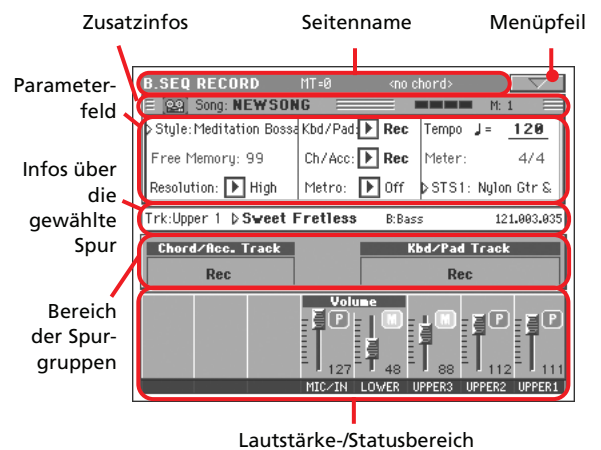 Zusatzinfos Seitenname Menüpfeil
Parameter-
feld
Infos über
die
gewählte
Spur
Bereich
der Spur-
gruppen
B.SEQ RECORD MT=0 <no chord>
Song: NEWSONG M: 1
Style: Meditation Bossa Kbd/Pad: Rec Tempo ♩= 120
Free Memory: 99 Ch/Acc: Rec Meter: 4/4
Resolution: High Metro: Off STS1: Nylon Gtr &
Trk:Upper 1 Sweet Fretless B:Bass 121.003.035
Chord/Acc. Track Kbd/Pad Track
Rec Rec
Volume
P M M P P
127 48 88 112 111
MIC/IN LOWER UPPER3 UPPER2 UPPER1
Lautstärke-/Statusbereich